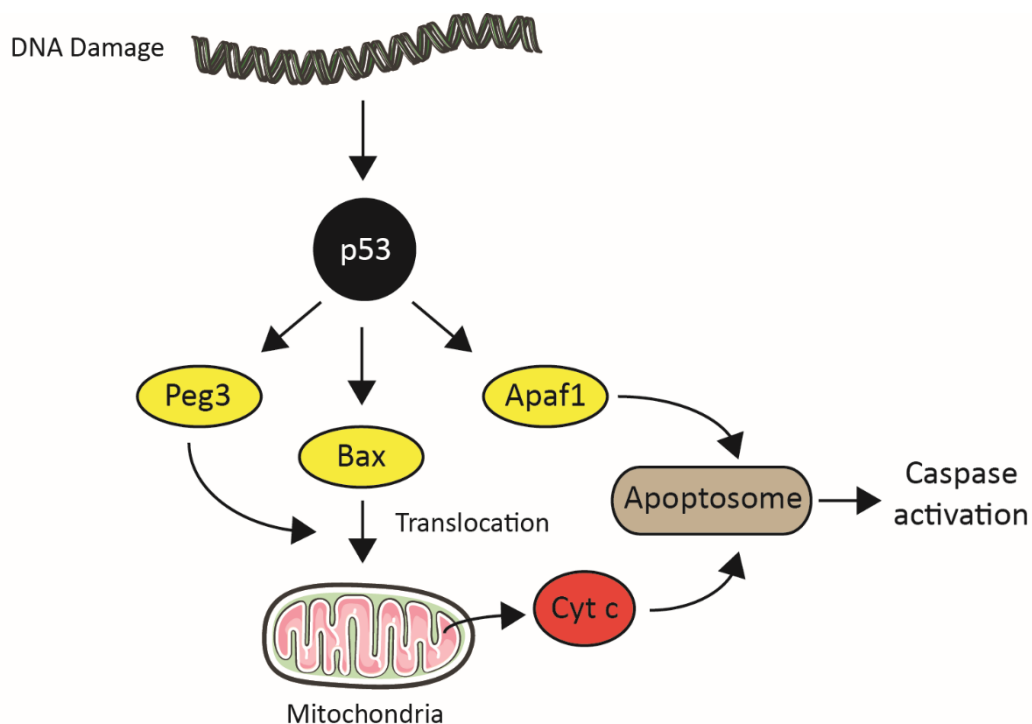 DNA Damage
p53
Peg3
Apaf1
Bax
Apoptosome
Caspase
activation
Translocation
Cyt c
Mitochondria